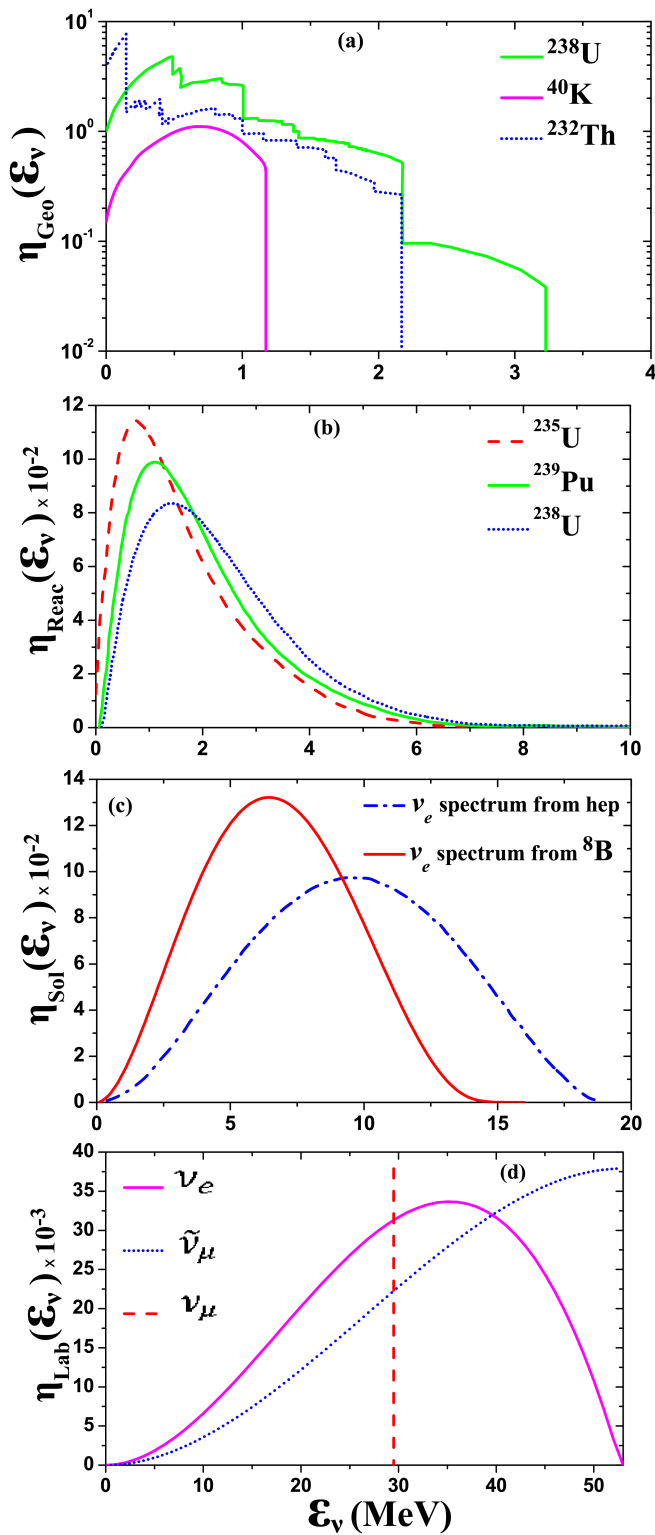 (a)
²³⁸U
⁴⁰K
²³²Th
η_Geo(ε_ν)
10¹
10⁰
10⁻¹
10⁻²
0 1 2 3 4
(b)
²³⁵U
²³⁹Pu
²³⁸U
η_Reac(ε_ν) × 10⁻²
12
10
8
6
4
2
0
0 2 4 6 8 10
(c)
ν_e spectrum from hep
ν_e spectrum from ⁸B
η_Sol(ε_ν) × 10⁻²
14
12
10
8
6
4
2
0
0 5 10 15 20
(d)
ν_e
ν̃_μ
ν_μ
η_Lab(ε_ν) × 10⁻³
40
35
30
25
20
15
10
5
0
0 10 20 30 40 50
ε_ν (MeV)